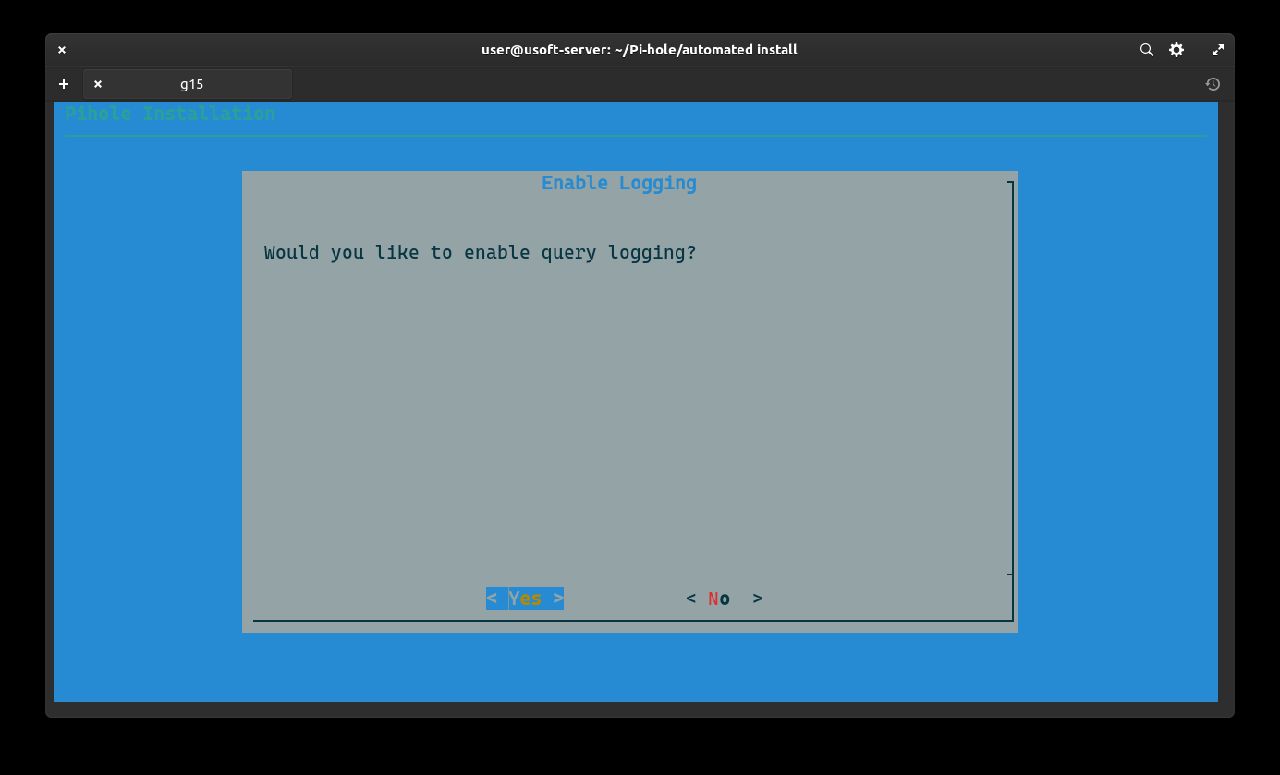 user@usoft-server: ~/Pi-hole/automated install
g15
Pihole Installation
Enable Logging
Would you like to enable query logging?
< Yes > < No >